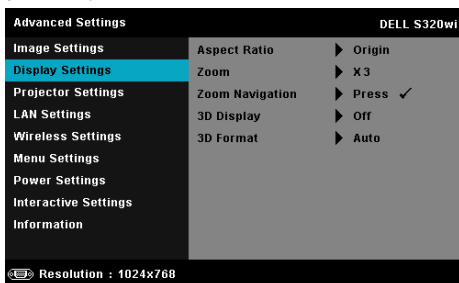 Advanced Settings DELL S320wi
Image Settings
Display Settings
Projector Settings
LAN Settings
Wireless Settings
Menu Settings
Power Settings
Interactive Settings
Information
Aspect Ratio Origin
Zoom X3
Zoom Navigation Press ✓
3D Display Off
3D Format Auto
Resolution : 1024x768